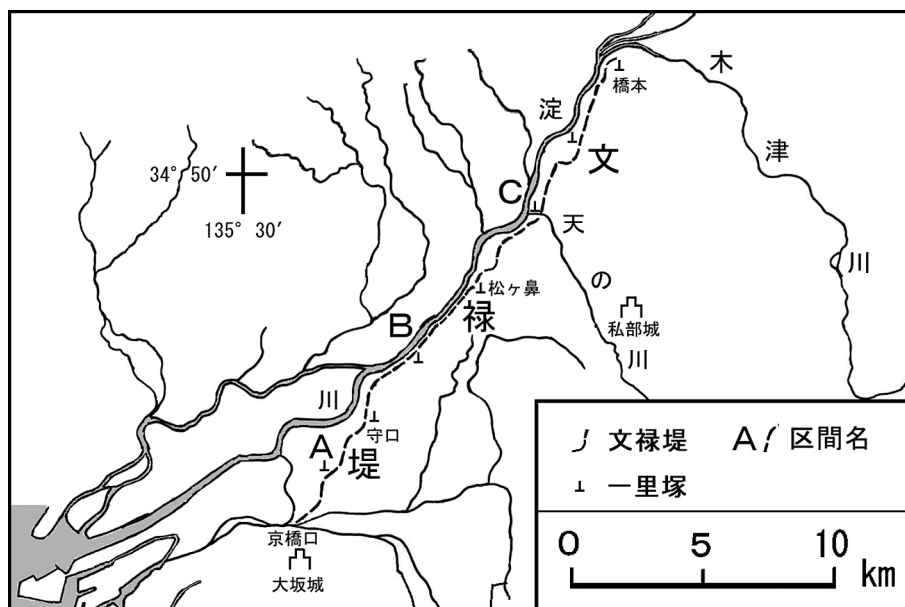 木津川
橋本
淀川
文禄堤
34° 50′
135° 30′
C
天の川
松ヶ鼻
私部城
B
守口
A
京橋口
大坂城
文禄堤
A 区間名
一里塚
0 5 10 km